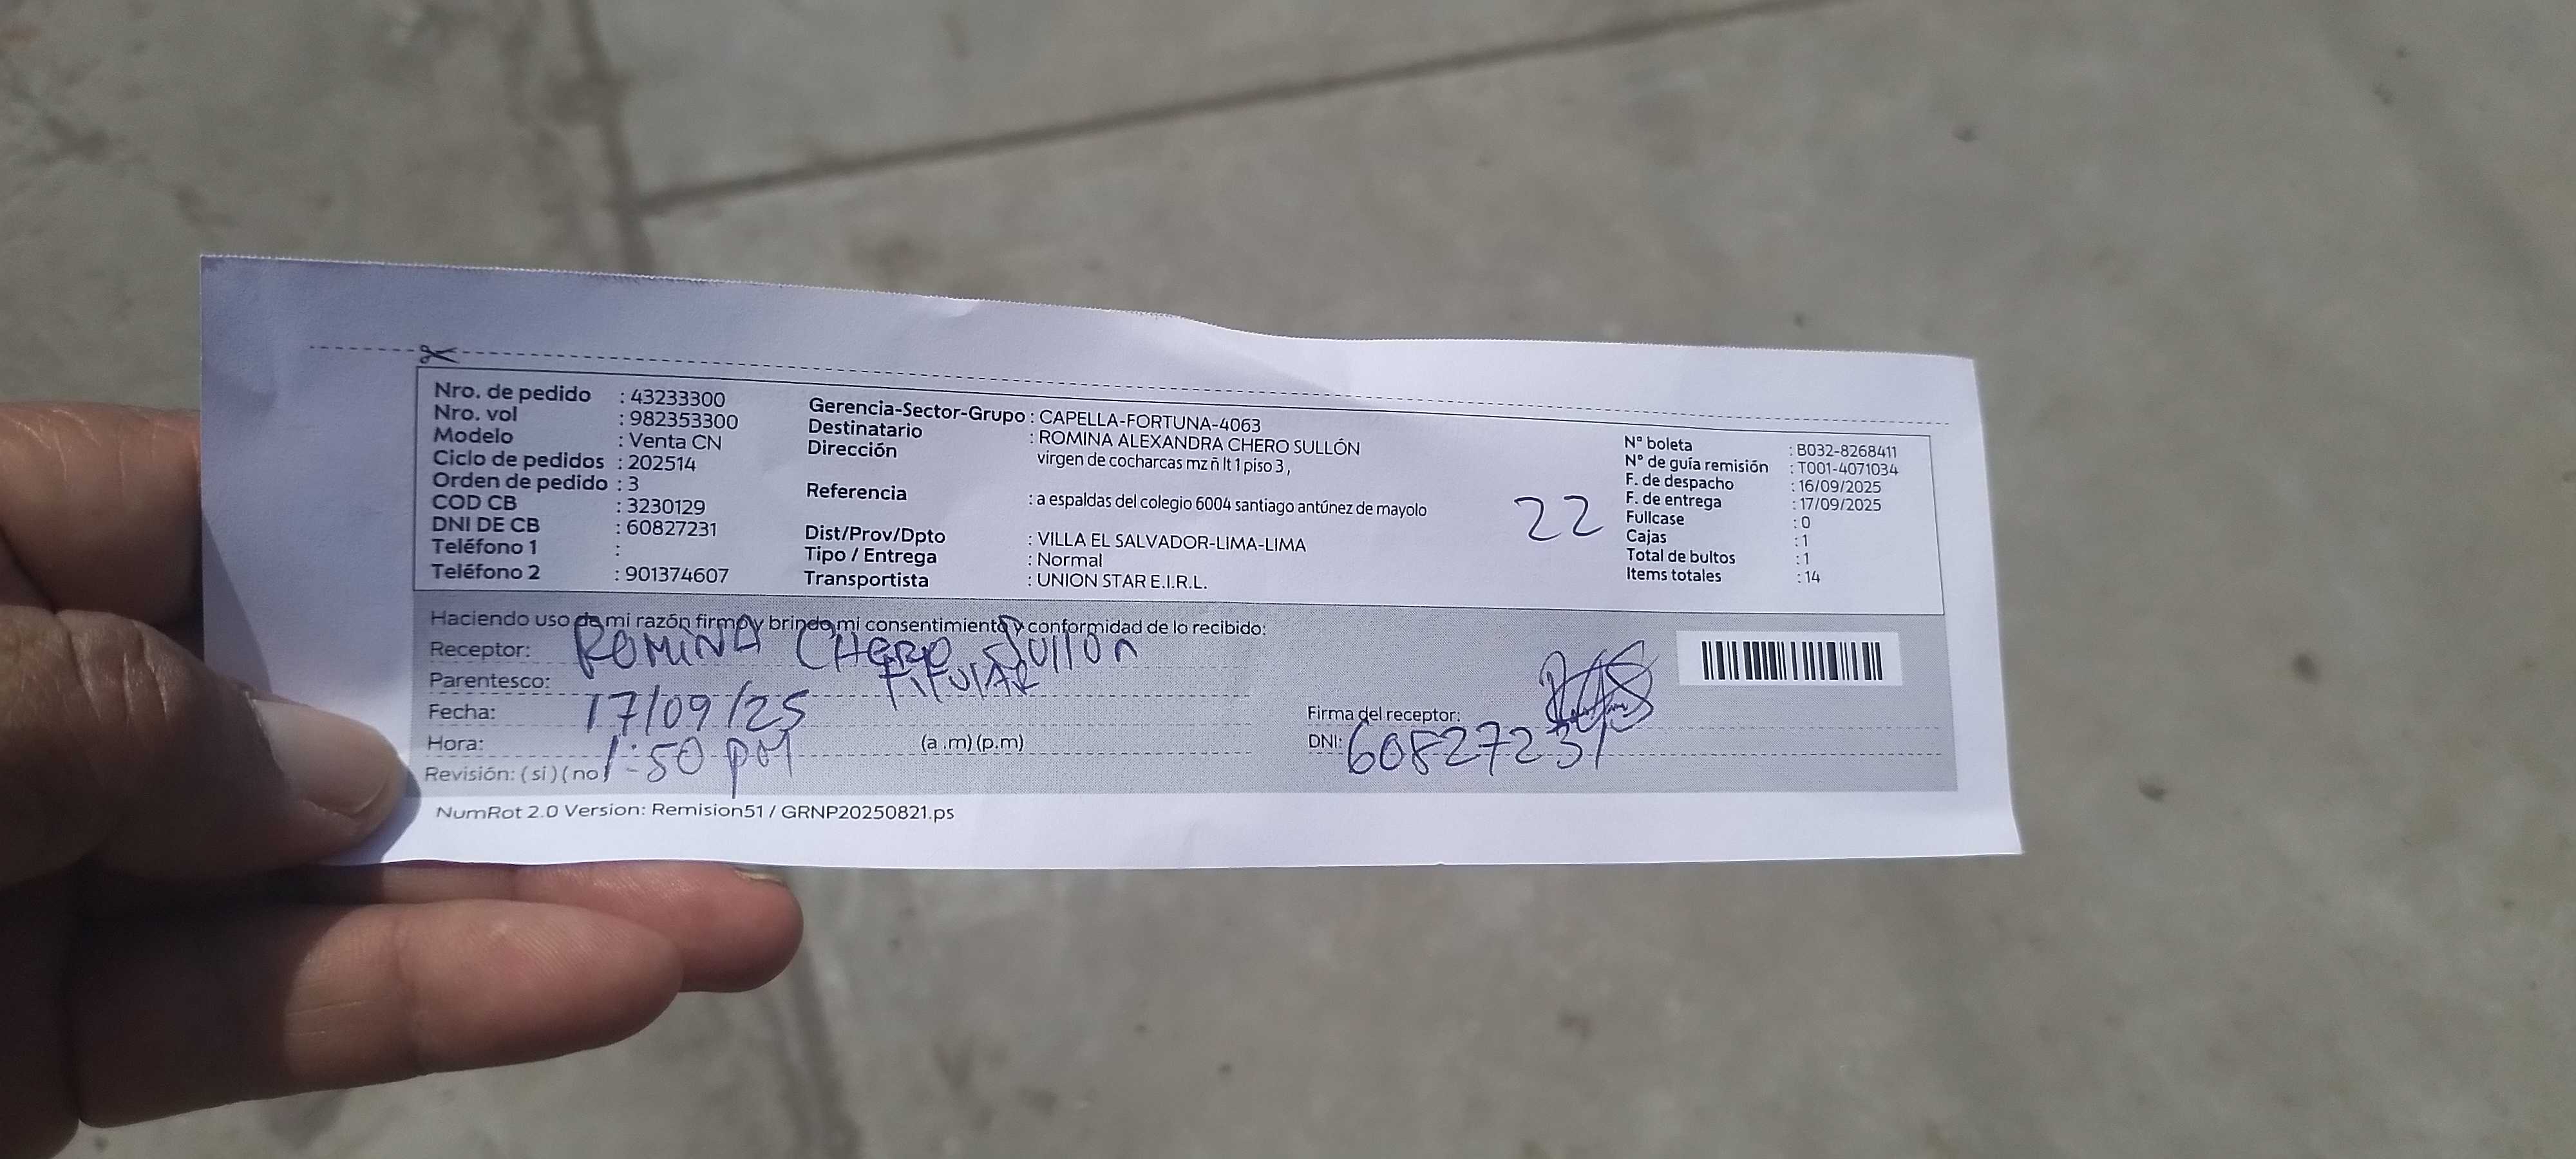 Nro. de pedido : 43233300
Nro. vol : 982353300
Modelo : Venta CN
Ciclo de pedidos : 202514
Orden de pedido : 3
COD CB : 3230129
DNI DE CB : 60827231
Teléfono 1 :
Teléfono 2 : 901374607
Gerencia-Sector-Grupo : CAPELLA-FORTUNA-4063
Destinatario : ROMINA ALEXANDRA CHERO SULLÓN
Dirección virgen de cocharcas mz ñ lt 1 piso 3,
Referencia : a espaldas del colegio 6004 santiago antúnez de mayolo
Dist/Prov/Dpto : VILLA EL SALVADOR-LIMA-LIMA
Tipo / Entrega : Normal
Transportista : UNION STAR E.I.R.L.
22
Nº boleta : B032-8268411
Nº de guía remisión : T001-4071034
F. de despacho : 16/09/2025
F. de entrega : 17/09/2025
Fullcase : 0
Cajas : 1
Total de bultos : 1
Items totales : 14
Haciendo uso de mi razón firmo y brindo mi consentimiento y conformidad de lo recibido:
Receptor: ROMINA CHERO Sullón
Parentesco: TITULAR
Fecha: 17/09/25
Hora: 1:50 pM (a .m) (p.m)
Revisión: ( si ) ( no )
Firma del receptor:
DNI: 60827231
NumRot 2.0 Version: Remision51 / GRNP20250821.ps